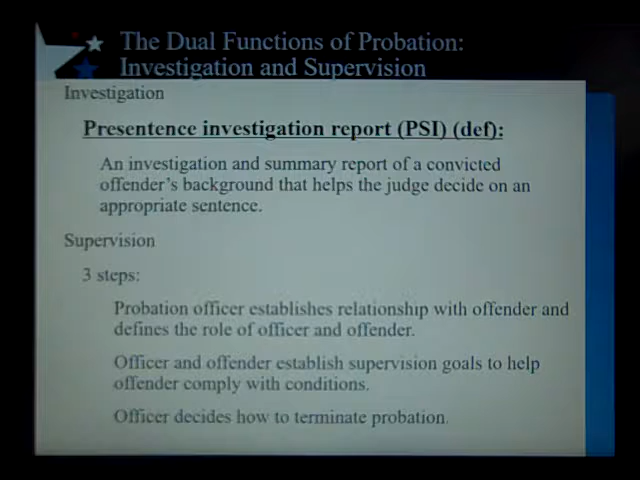 The Dual Functions of Probation:
Investigation and Supervision
Investigation
Presentence investigation report (PSI) (def):
An investigation and summary report of a convicted
offender's background that helps the judge decide on an
appropriate sentence.
Supervision
3 steps:
Probation officer establishes relationship with offender and
defines the role of officer and offender.
Officer and offender establish supervision goals to help
offender comply with conditions.
Officer decides how to terminate probation.